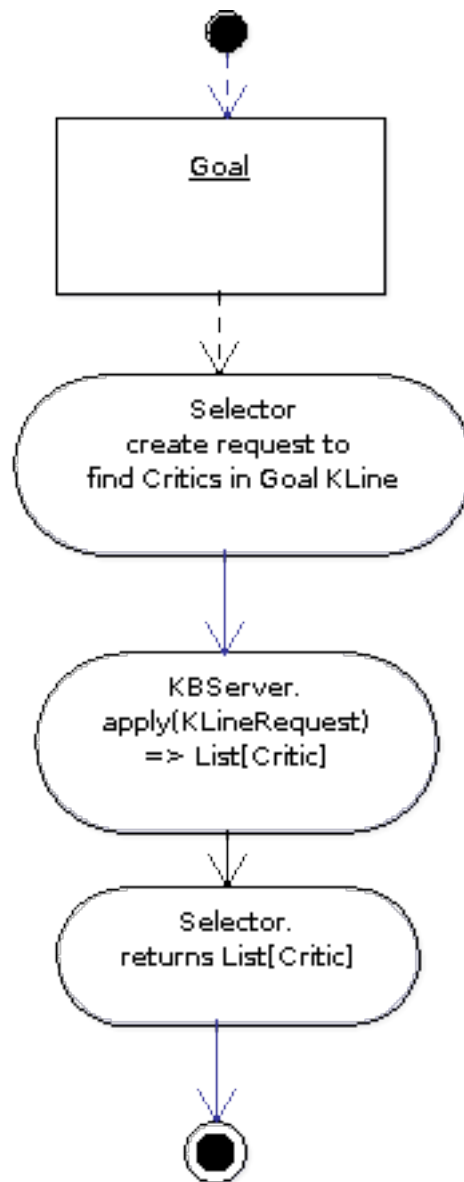 Goal
Selector
create request to
find Critics in Goal KLine
KBServer.
apply(KLineRequest)
=> List[Critic]
Selector.
returns List[Critic]